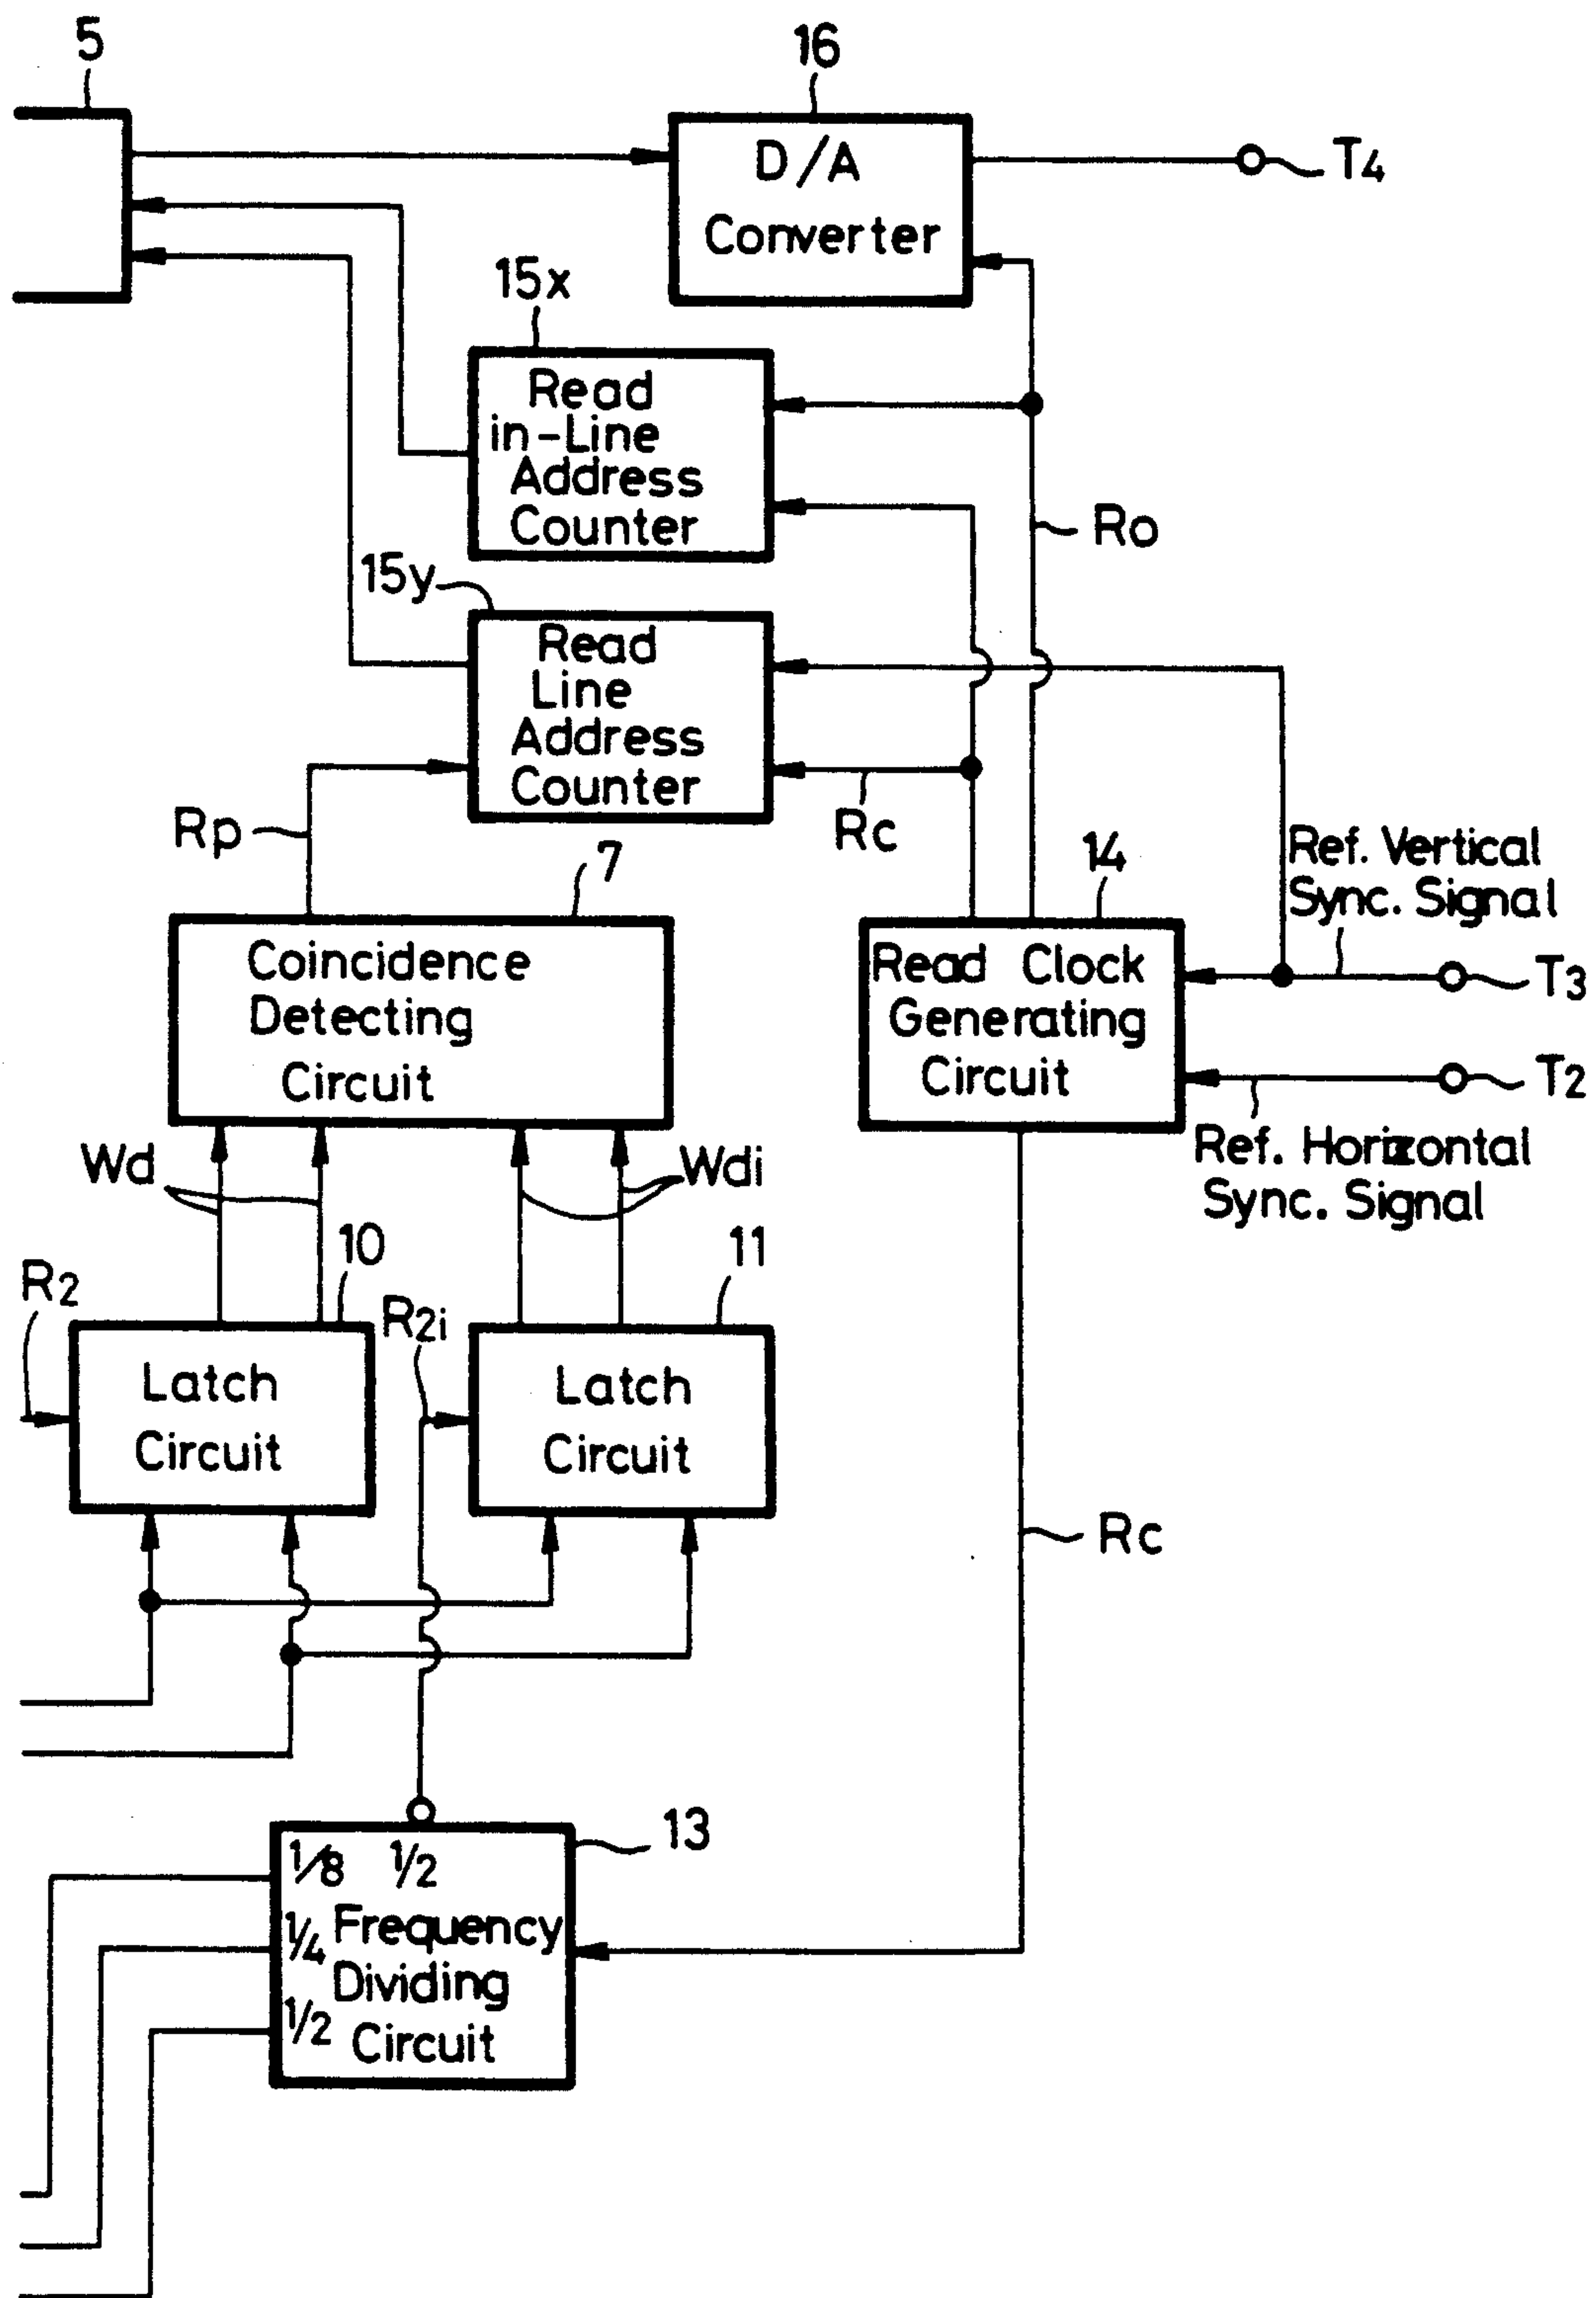 5
16
D/A
Converter
T4
15x
Read
in-Line
Address
Counter
Ro
15y
Read
Line
Address
Counter
Rp
Rc
7
14
Ref. Vertical
Sync. Signal
Coincidence
Detecting
Circuit
Read Clock
Generating
Circuit
T3
T2
Ref. Horizontal
Sync. Signal
Wd
Wdi
10
11
R2
R2i
Latch
Circuit
Latch
Circuit
Rc
13
1/8 1/2
1/4 Frequency
Dividing
1/2 Circuit